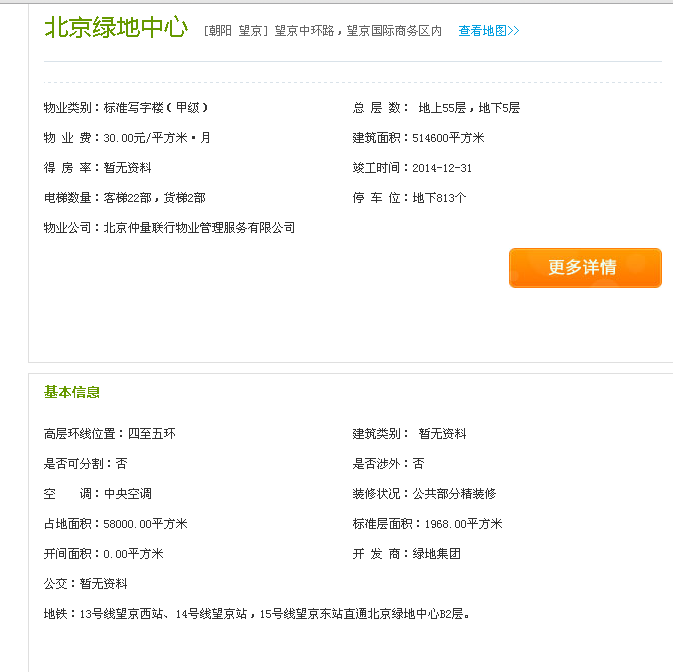 北京绿地中心 [朝阳 望京] 望京中环路，望京国际商务区内 查看地图>>
物业类别：标准写字楼(甲级) 总 层 数： 地上55层，地下5层
物 业 费：30.00元/平方米·月 建筑面积：514600平方米
得 房 率：暂无资料 竣工时间：2014-12-31
电梯数量：客梯22部，货梯2部 停 车 位：地下813个
物业公司：北京仲量联行物业管理服务有限公司
更多详情
基本信息
高层环线位置：四至五环 建筑类别： 暂无资料
是否可分割：否 是否涉外：否
空 调：中央空调 装修状况：公共部分精装修
占地面积：58000.00平方米 标准层面积：1968.00平方米
开间面积：0.00平方米 开 发 商：绿地集团
公交：暂无资料
地铁：13号线望京西站、14号线望京站，15号线望京东站直通北京绿地中心B2层。